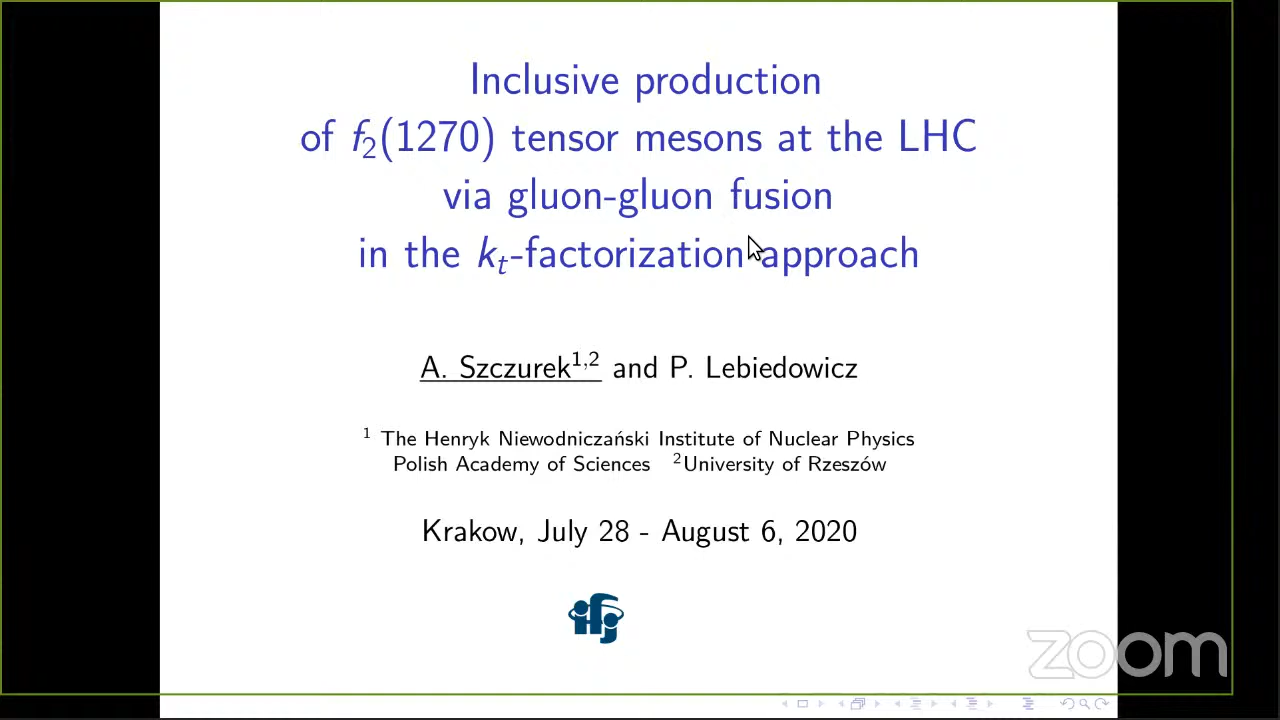 Inclusive production
of f₂(1270) tensor mesons at the LHC
via gluon-gluon fusion
in the kₜ-factorization approach
A. Szczurek¹,² and P. Lebiedowicz
¹ The Henryk Niewodniczański Institute of Nuclear Physics
Polish Academy of Sciences ²University of Rzeszów
Krakow, July 28 - August 6, 2020
ifj
zoom